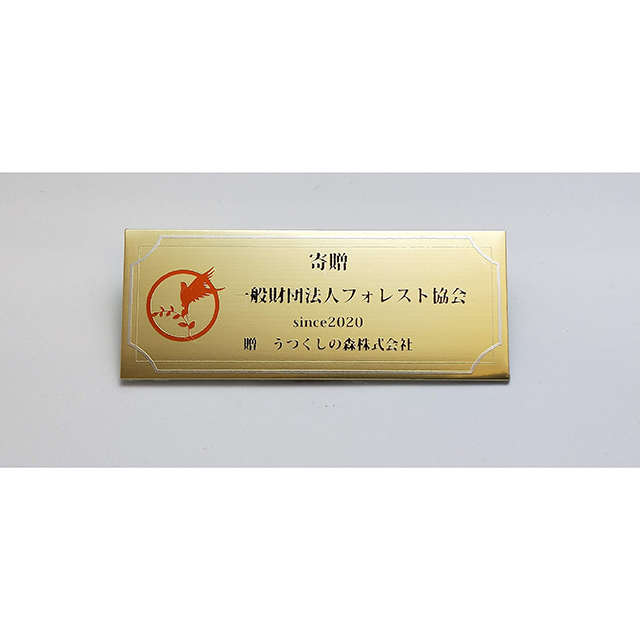 寄贈
一般財団法人フォレスト協会
since2020
贈 うつくしの森株式会社